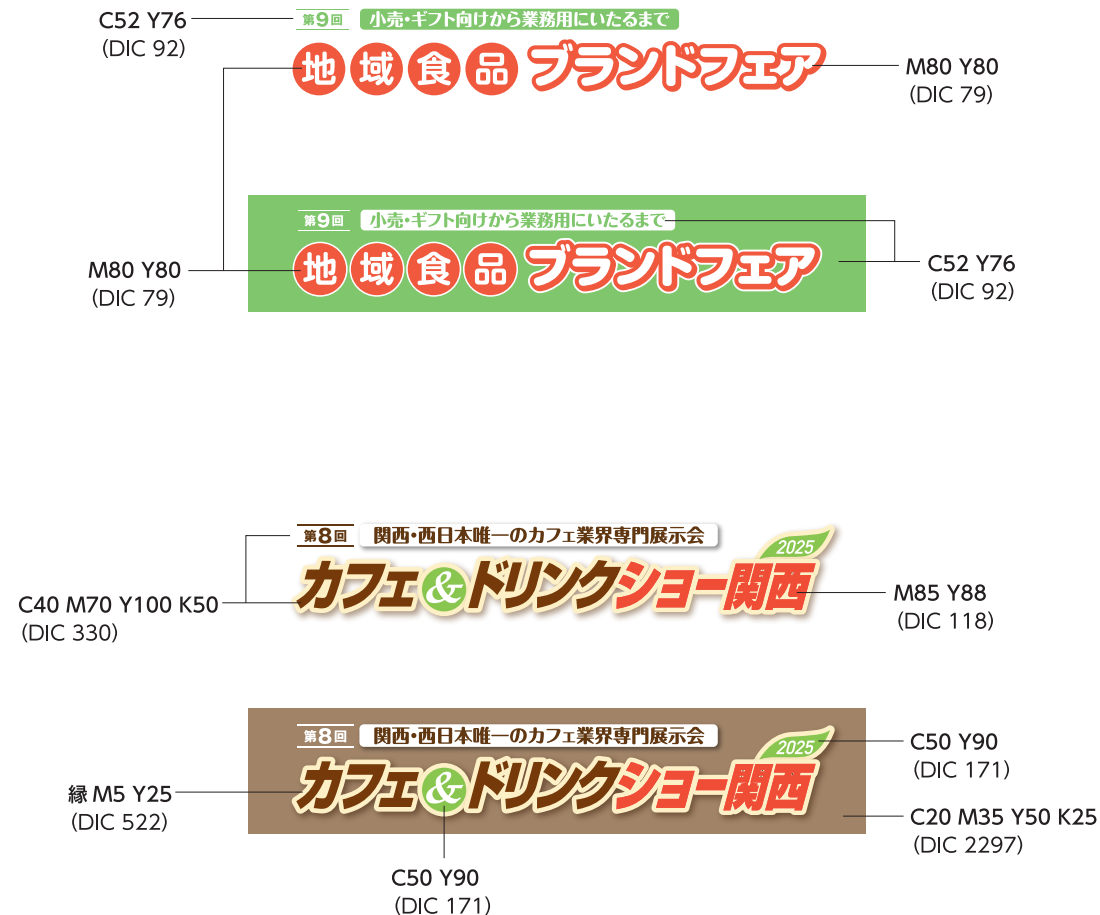 C52 Y76
(DIC 92)
第9回 小売・ギフト向けから業務用にいたるまで
地域食品 ブランドフェア
M80 Y80
(DIC 79)
第9回 小売・ギフト向けから業務用にいたるまで
地域食品 ブランドフェア
M80 Y80
(DIC 79)
C52 Y76
(DIC 92)
第8回 関西・西日本唯一のカフェ業界専門展示会
2025
カフェ&ドリンクショー関西
C40 M70 Y100 K50
(DIC 330)
M85 Y88
(DIC 118)
第8回 関西・西日本唯一のカフェ業界専門展示会
2025
カフェ&ドリンクショー関西
C50 Y90
(DIC 171)
縁 M5 Y25
(DIC 522)
C20 M35 Y50 K25
(DIC 2297)
C50 Y90
(DIC 171)